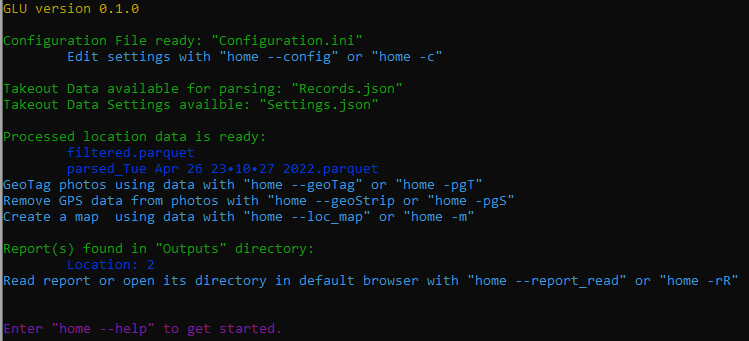 GLU version 0.1.0
Configuration File ready: "Configuration.ini"
Edit settings with "home --config" or "home -c"
Takeout Data available for parsing: "Records.json"
Takeout Data Settings availble: "Settings.json"
Processed location data is ready:
filtered.parquet
parsed_Tue Apr 26 23•10•27 2022.parquet
GeoTag photos using data with "home --geoTag" or "home -pgT"
Remove GPS data from photos with "home --geoStrip or "home -pgS"
Create a map  using data with "home --loc_map" or "home -m"
Report(s) found in "Outputs" directory:
Location: 2
Read report or open its directory in default browser with "home --report_read" or "home -rR"
Enter "home --help" to get started.